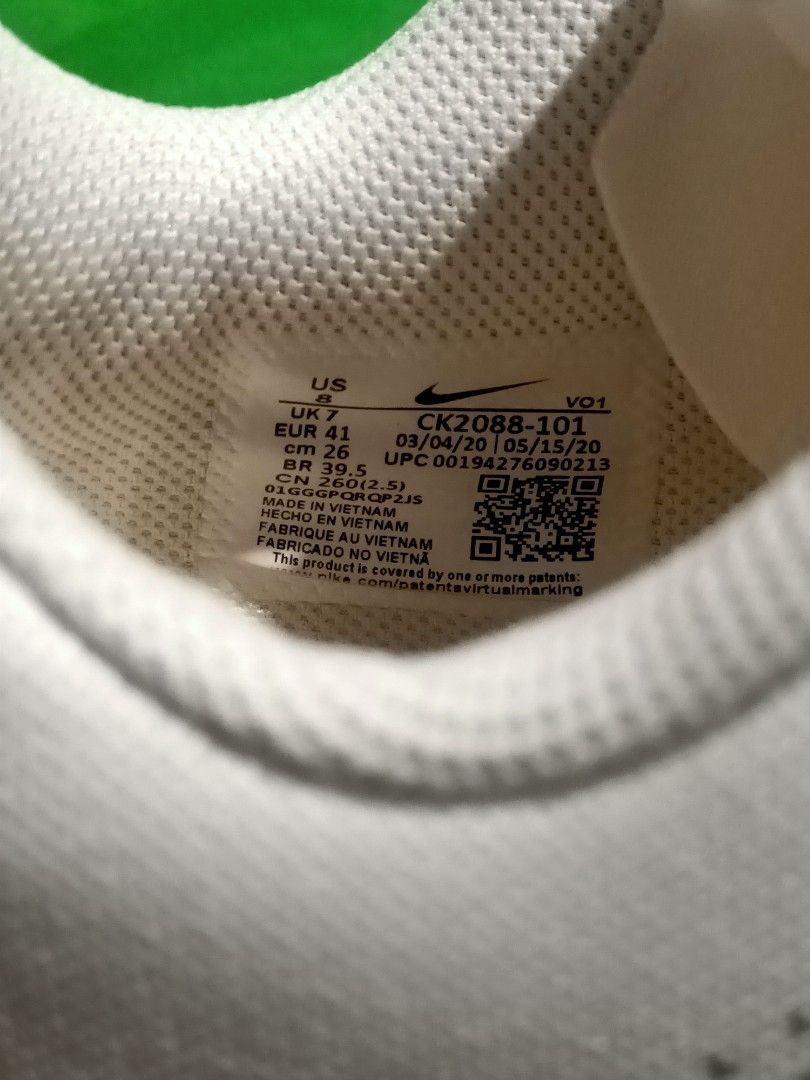 US
8
VO1
UK 7
CK2088-101
EUR 41
03/04/20 | 05/15/20
cm 26
UPC 00194276090213
BR 39.5
CN 260(2.5)
01GGGPQRQP2JS
MADE IN VIETNAM
HECHO EN VIETNAM
FABRIQUE AU VIETNAM
FABRICADO NO VIETNÃ
This product is covered by one or more patents:
www.nike.com/patentsvirtualmarking